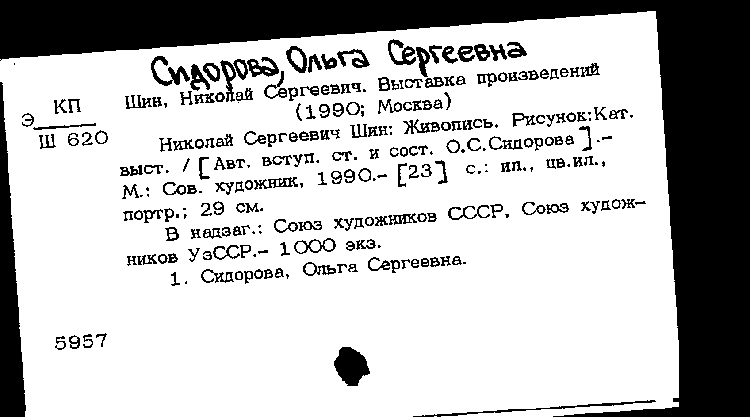 Сидорова, Ольга Сергеевна
КП
Э
Ш 620
Шин, Николай Сергеевич. Выставка произведений
(1990; Москва)
Николай Сергеевич Шин: Живопись. Рисунок:Кат.
выст. / [Авт. вступ. ст. и сост. О.С.Сидорова].–
М.: Сов. художник, 1990.– [23] с.: ил., цв.ил.,
портр.; 29 см.
В надзаг.: Союз художников СССР, Союз худож–
ников УзССР.– 1000 экз.
1. Сидорова, Ольга Сергеевна.
5957